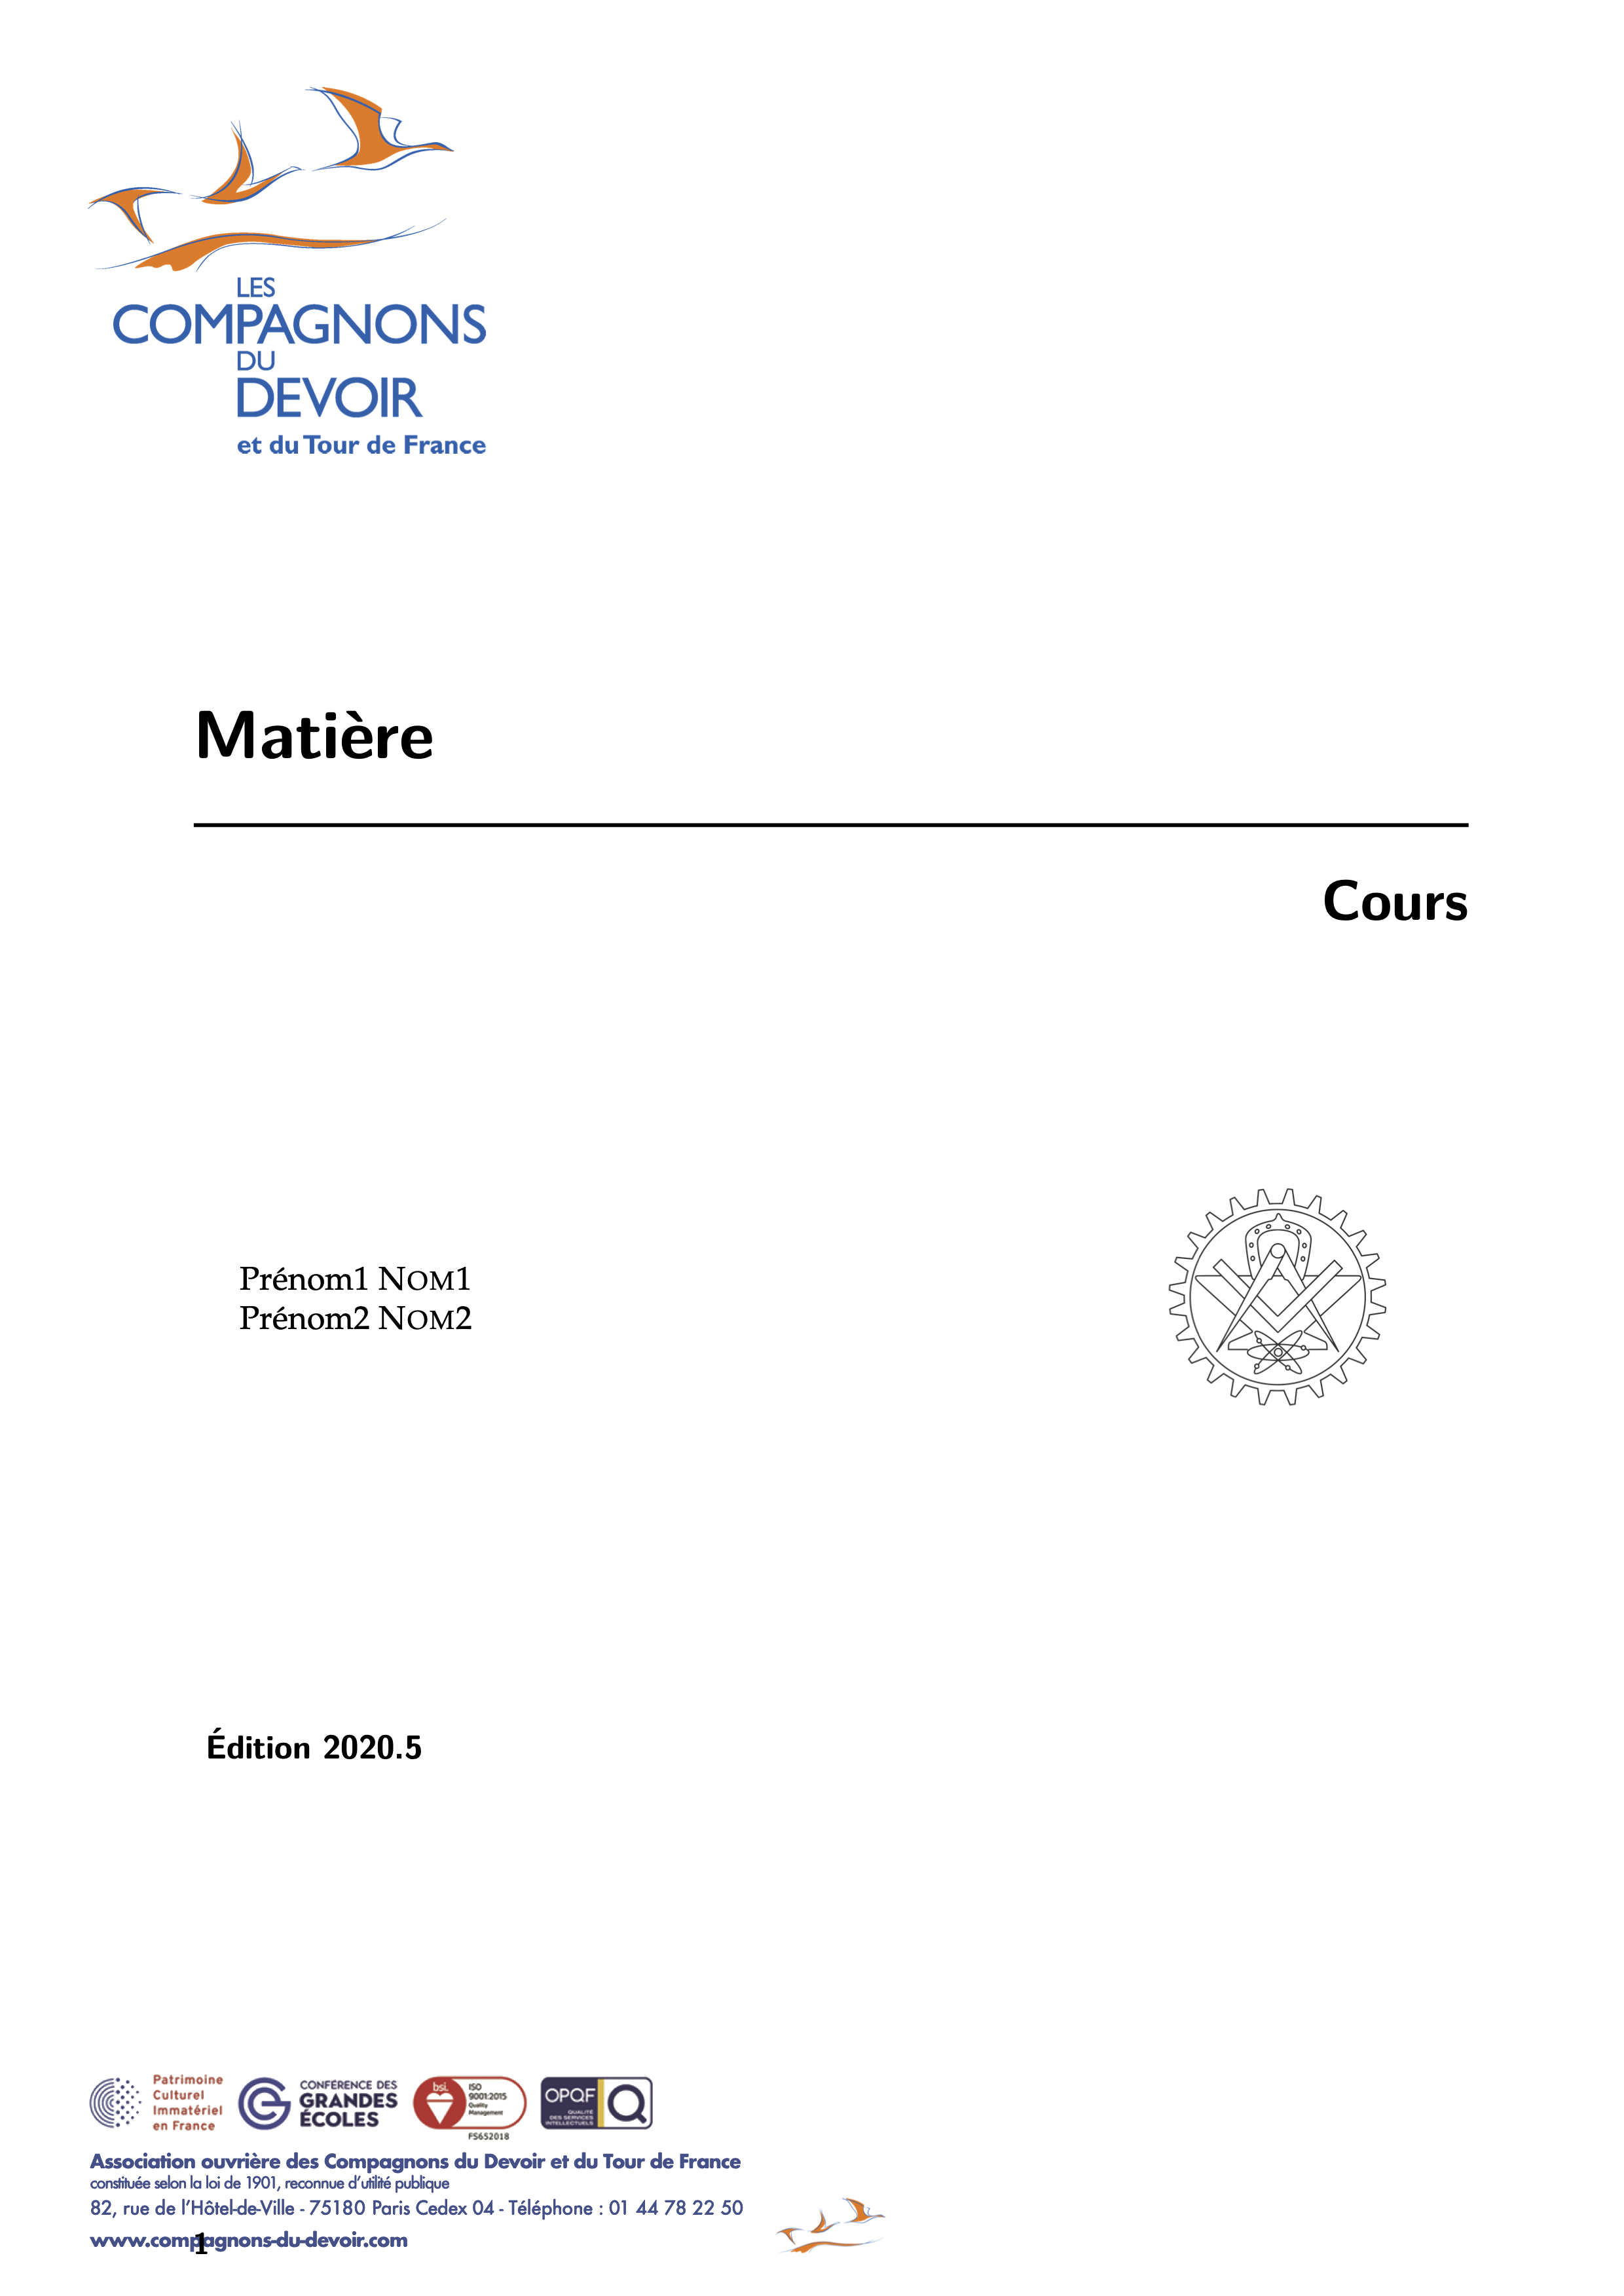 LES
COMPAGNONS
DU
DEVOIR
et du Tour de France
Matière
Cours
Prénom1 NOM1
Prénom2 NOM2
Édition 2020.5
Patrimoine
Culturel
Immatériel
en France
CONFÉRENCE DES
GRANDES
ÉCOLES
bsi.
ISO
9001:2015
Quality
Management
FS652018
OPQF
QUALITÉ
DES SERVICES
INTELLECTUELS
Association ouvrière des Compagnons du Devoir et du Tour de France
constituée selon la loi de 1901, reconnue d'utilité publique
82, rue de l'Hôtel-de-Ville - 75180 Paris Cedex 04 - Téléphone : 01 44 78 22 50
www.compagnons-du-devoir.com
1